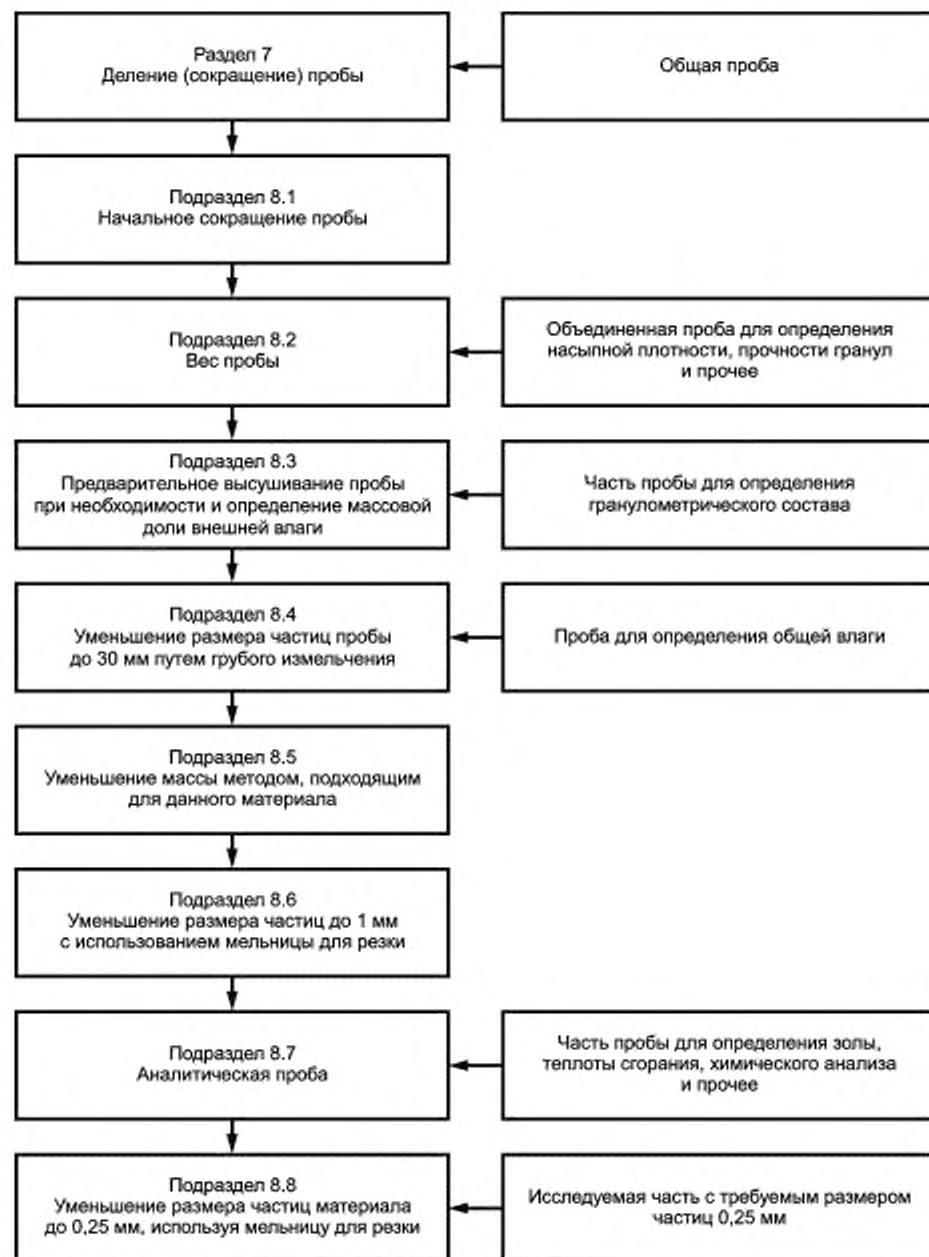 Раздел 7
Деление (сокращение) пробы
Общая проба
Подраздел 8.1
Начальное сокращение пробы
Подраздел 8.2
Вес пробы
Объединенная проба для определения
насыпной плотности, прочности гранул
и прочее
Подраздел 8.3
Предварительное высушивание пробы
при необходимости и определение массовой
доли внешней влаги
Часть пробы для определения
гранулометрического состава
Подраздел 8.4
Уменьшение размера частиц пробы
до 30 мм путем грубого измельчения
Проба для определения общей влаги
Подраздел 8.5
Уменьшение массы методом, подходящим
для данного материала
Подраздел 8.6
Уменьшение размера частиц до 1 мм
с использованием мельницы для резки
Подраздел 8.7
Аналитическая проба
Часть пробы для определения золы,
теплоты сгорания, химического анализа
и прочее
Подраздел 8.8
Уменьшение размера частиц материала
до 0,25 мм, используя мельницу для резки
Исследуемая часть с требуемым размером
частиц 0,25 мм